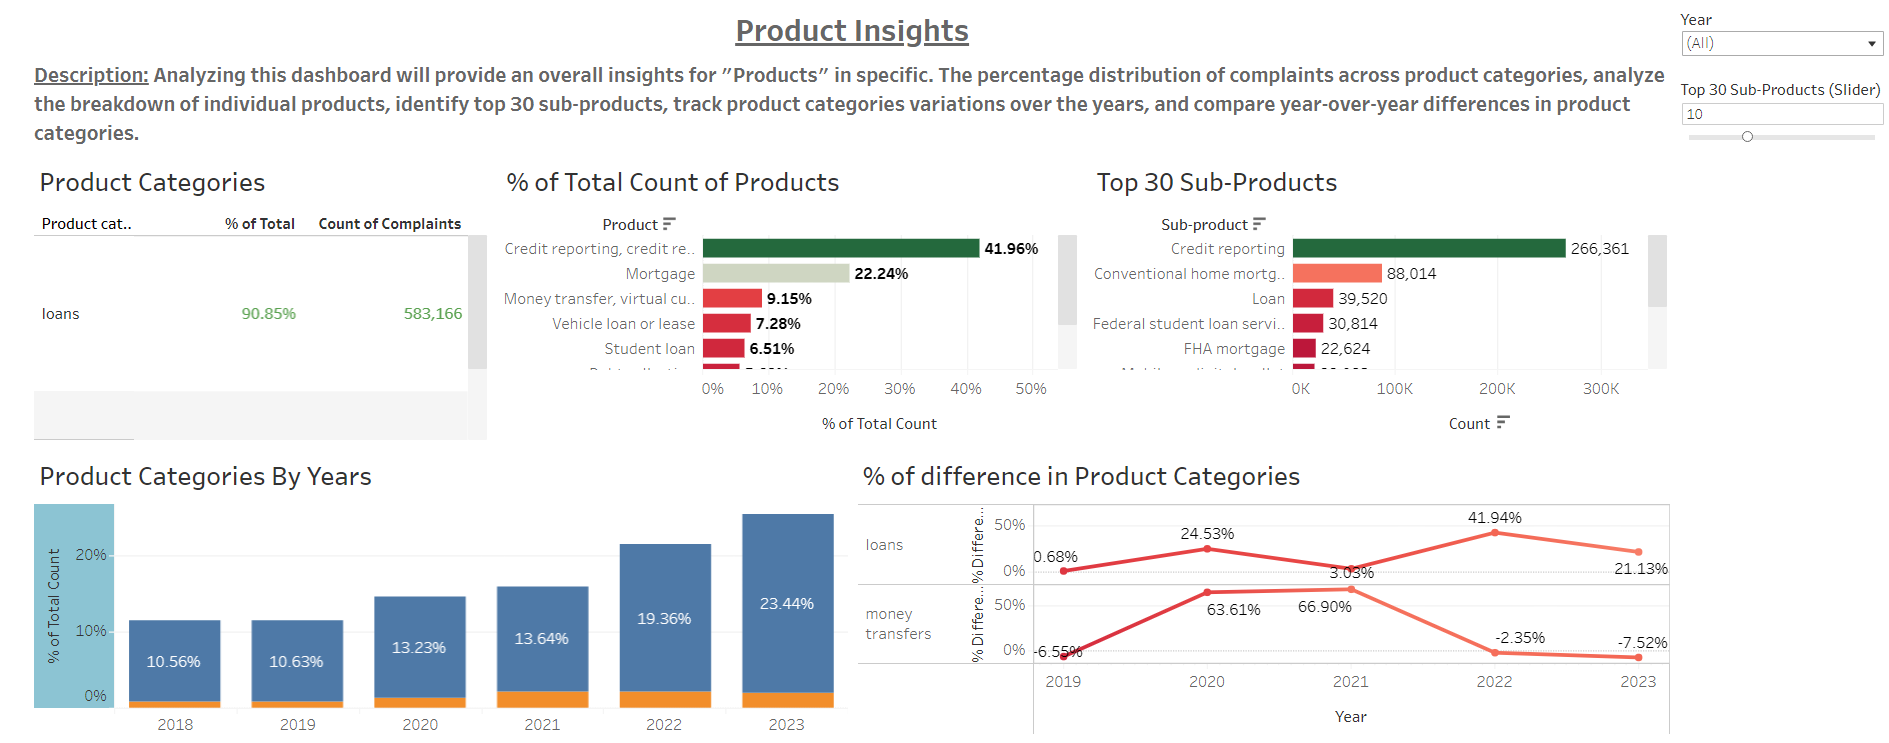 Product Insights
Year
(All)
Description: Analyzing this dashboard will provide an overall insights for "Products" in specific. The percentage distribution of complaints across product categories, analyze
the breakdown of individual products, identify top 30 sub-products, track product categories variations over the years, and compare year-over-year differences in product
categories.
Top 30 Sub-Products (Slider)
10
Product Categories
Product cat.. % of Total Count of Complaints
loans 90.85% 583,166
% of Total Count of Products
Product
Credit reporting, credit re.. 41.96%
Mortgage 22.24%
Money transfer, virtual cu.. 9.15%
Vehicle loan or lease 7.28%
Student loan 6.51%
0% 10% 20% 30% 40% 50%
% of Total Count
Top 30 Sub-Products
Sub-product
Credit reporting 266,361
Conventional home mortg.. 88,014
Loan 39,520
Federal student loan servi.. 30,814
FHA mortgage 22,624
0K 100K 200K 300K
Count
Product Categories By Years
% of Total Count
20%
10%
0%
10.56% 10.63% 13.23% 13.64% 19.36% 23.44%
2018 2019 2020 2021 2022 2023
% of difference in Product Categories
loans
% Differe...
50%
0%
0.68% 24.53% 3.03% 41.94% 21.13%
money
transfers
% Differe...
50%
0%
-6.55% 63.61% 66.90% -2.35% -7.52%
2019 2020 2021 2022 2023
Year